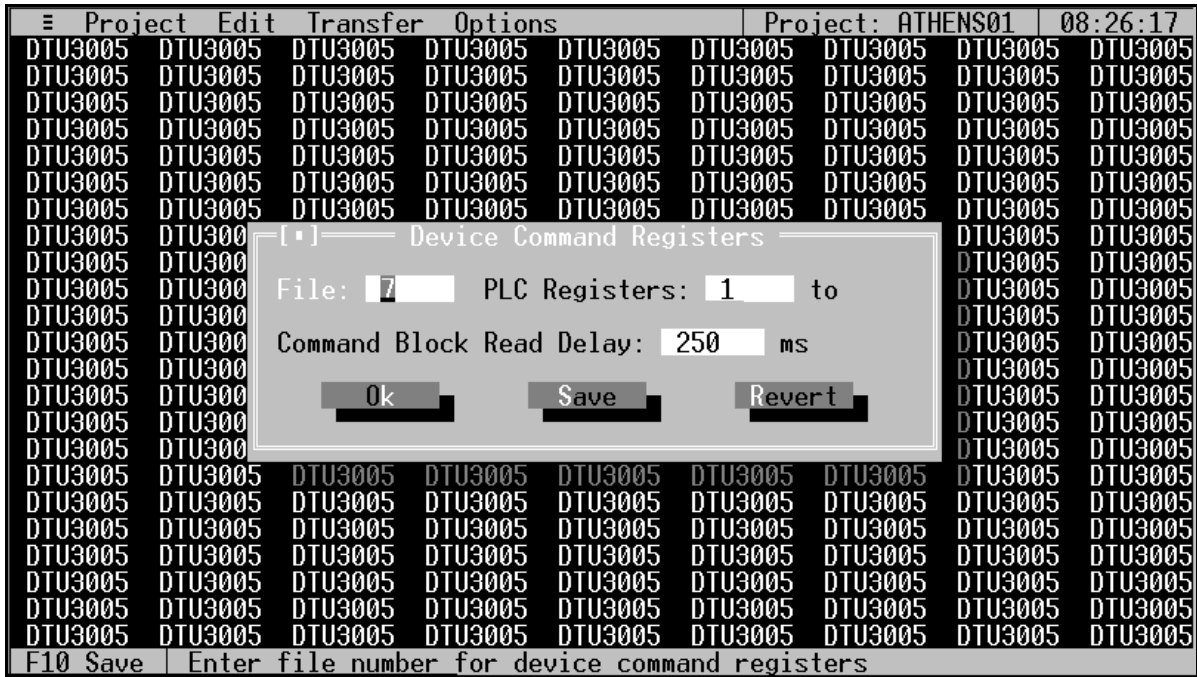 ≡ Project Edit Transfer Options Project: ATHENS01 08:26:17
DTU3005 DTU3005 DTU3005 DTU3005 DTU3005 DTU3005 DTU3005 DTU3005 DTU3005
DTU3005 DTU3005 DTU3005 DTU3005 DTU3005 DTU3005 DTU3005 DTU3005 DTU3005
DTU3005 DTU3005 DTU3005 DTU3005 DTU3005 DTU3005 DTU3005 DTU3005 DTU3005
DTU3005 DTU3005 DTU3005 DTU3005 DTU3005 DTU3005 DTU3005 DTU3005 DTU3005
DTU3005 DTU3005 DTU3005 DTU3005 DTU3005 DTU3005 DTU3005 DTU3005 DTU3005
DTU3005 DTU3005 DTU3005 DTU3005 DTU3005 DTU3005 DTU3005 DTU3005 DTU3005
DTU3005 DTU3005 DTU3005 DTU3005 DTU3005 DTU3005 DTU3005 DTU3005 DTU3005
DTU3005 DTU300 [▪] Device Command Registers DTU3005 DTU3005
DTU3005 DTU300 DTU3005 DTU3005
DTU3005 DTU300 File: 7 PLC Registers: 1 to DTU3005 DTU3005
DTU3005 DTU300 DTU3005 DTU3005
DTU3005 DTU300 Command Block Read Delay: 250 ms DTU3005 DTU3005
DTU3005 DTU300 DTU3005 DTU3005
DTU3005 DTU300 Ok Save Revert DTU3005 DTU3005
DTU3005 DTU300 DTU3005 DTU3005
DTU3005 DTU300 DTU3005 DTU3005
DTU3005 DTU3005 DTU3005 DTU3005 DTU3005 DTU3005 DTU3005 DTU3005 DTU3005
DTU3005 DTU3005 DTU3005 DTU3005 DTU3005 DTU3005 DTU3005 DTU3005 DTU3005
DTU3005 DTU3005 DTU3005 DTU3005 DTU3005 DTU3005 DTU3005 DTU3005 DTU3005
DTU3005 DTU3005 DTU3005 DTU3005 DTU3005 DTU3005 DTU3005 DTU3005 DTU3005
DTU3005 DTU3005 DTU3005 DTU3005 DTU3005 DTU3005 DTU3005 DTU3005 DTU3005
DTU3005 DTU3005 DTU3005 DTU3005 DTU3005 DTU3005 DTU3005 DTU3005 DTU3005
DTU3005 DTU3005 DTU3005 DTU3005 DTU3005 DTU3005 DTU3005 DTU3005 DTU3005
F10 Save Enter file number for device command registers